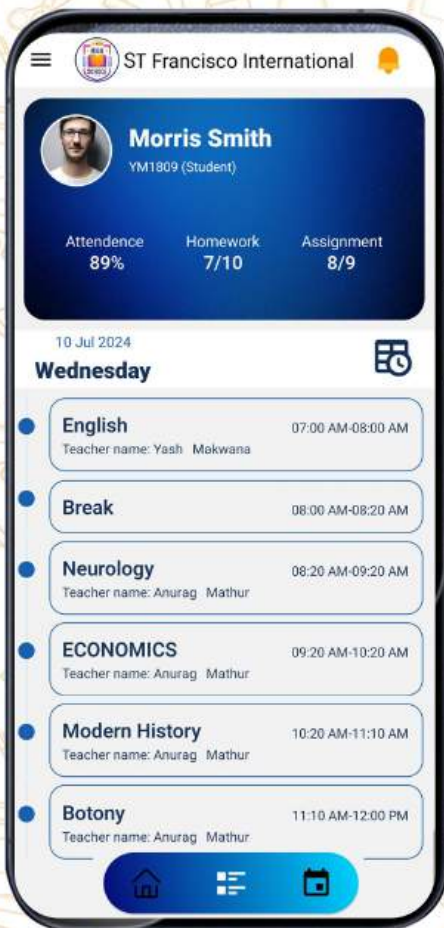 ST Francisco International
Morris Smith
YM1809 (Student)
Attendence Homework Assignment
89% 7/10 8/9
10 Jul 2024
Wednesday
English 07:00 AM-08:00 AM
Teacher name: Yash Makwana
Break 08:00 AM-08:20 AM
Neurology 08:20 AM-09:20 AM
Teacher name: Anurag Mathur
ECONOMICS 09:20 AM-10:20 AM
Teacher name: Anurag Mathur
Modern History 10:20 AM-11:10 AM
Teacher name: Anurag Mathur
Botony 11:10 AM-12:00 PM
Teacher name: Anurag Mathur